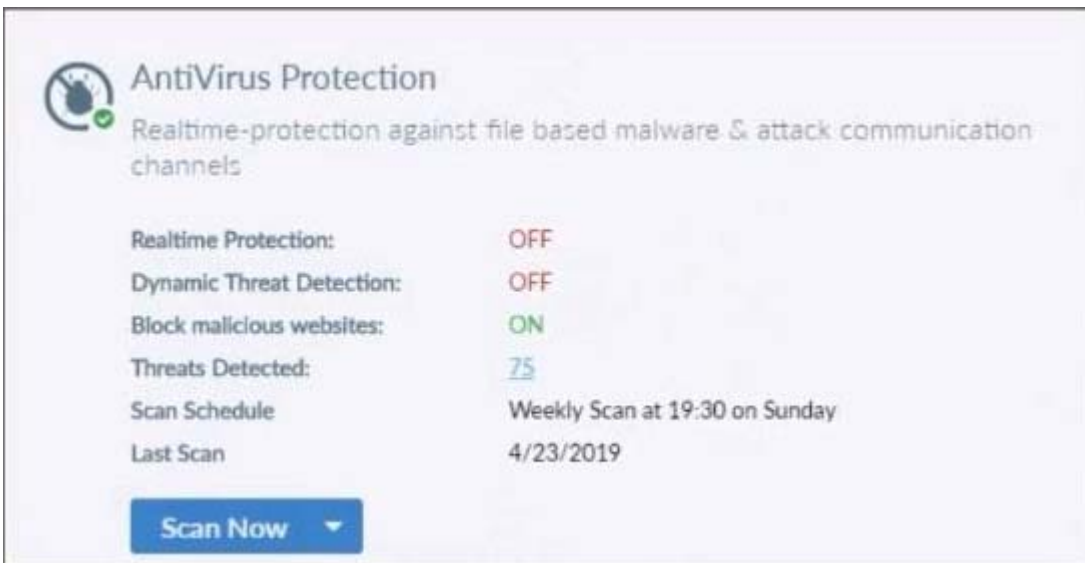 AntiVirus Protection
Realtime-protection against file based malware & attack communication
channels
Realtime Protection: OFF
Dynamic Threat Detection: OFF
Block malicious websites: ON
Threats Detected: 75
Scan Schedule Weekly Scan at 19:30 on Sunday
Last Scan 4/23/2019
Scan Now